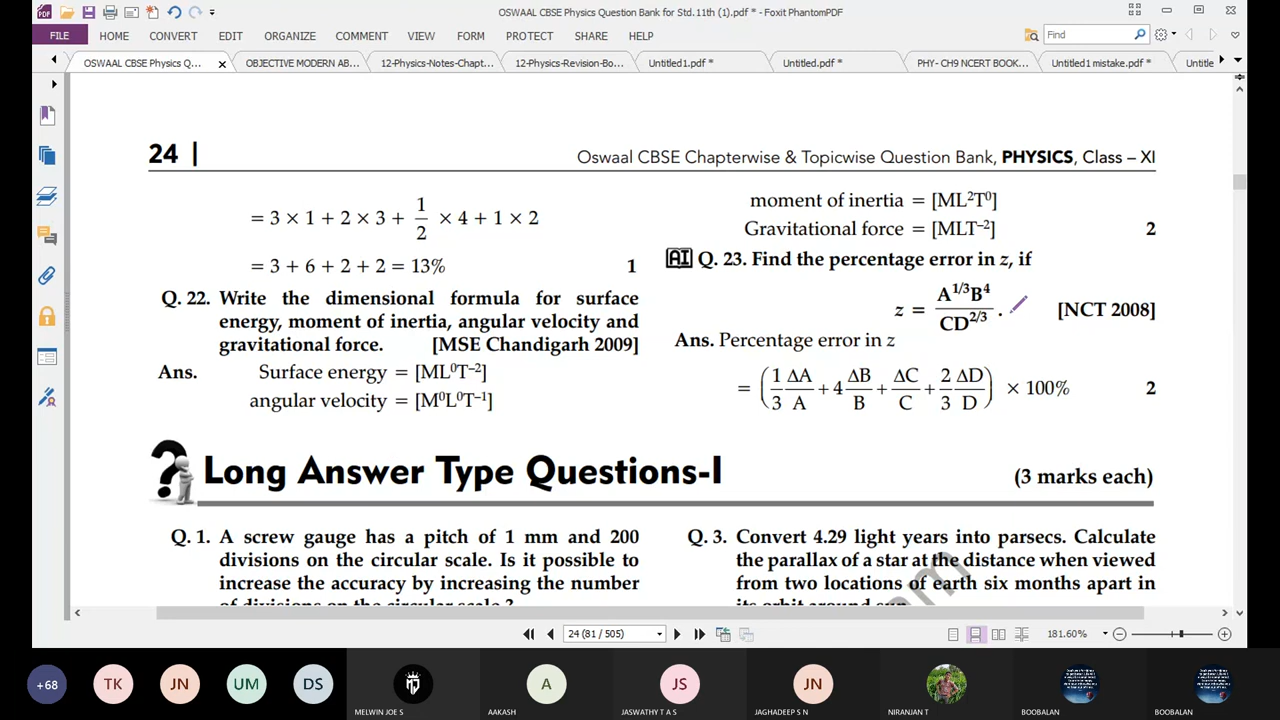 OSWAAL CBSE Physics Question Bank for Std.11th (1).pdf * - Foxit PhantomPDF
FILE HOME CONVERT EDIT ORGANIZE COMMENT VIEW FORM PROTECT SHARE HELP Find
OSWAAL CBSE Physics Q... x OBJECTIVE MODERN AB... 12-Physics-Notes-Chapt... 12-Physics-Revision-Bo... Untitled1.pdf * Untitled.pdf * PHY- CH9 NCERT BOOK... Untitled1 mistake.pdf * Untitle
24 | Oswaal CBSE Chapterwise & Topicwise Question Bank, PHYSICS, Class – XI
= 3 × 1 + 2 × 3 + 1/2 × 4 + 1 × 2
= 3 + 6 + 2 + 2 = 13% 1
Q. 22. Write the dimensional formula for surface
energy, moment of inertia, angular velocity and
gravitational force. [MSE Chandigarh 2009]
Ans. Surface energy = [ML⁰T⁻²]
angular velocity = [M⁰L⁰T⁻¹]
moment of inertia = [ML²T⁰]
Gravitational force = [MLT⁻²] 2
AI Q. 23. Find the percentage error in z, if
z = A^{1/3}B⁴ / CD^{2/3} . [NCT 2008]
Ans. Percentage error in z
= (1/3 ΔA/A + 4 ΔB/B + ΔC/C + 2/3 ΔD/D) × 100% 2
? Long Answer Type Questions-I (3 marks each)
Q. 1. A screw gauge has a pitch of 1 mm and 200
divisions on the circular scale. Is it possible to
increase the accuracy by increasing the number
of divisions on the circular scale ?
Q. 3. Convert 4.29 light years into parsecs. Calculate
the parallax of a star at the distance when viewed
from two locations of earth six months apart in
its orbit around sun.
24 (81 / 505) 181.60%
+68 TK JN UM DS A JS JN
MELWIN JOE S AAKASH JASWATHY T A S JAGHADEEP S N NIRANJAN T BOOBALAN BOOBALAN